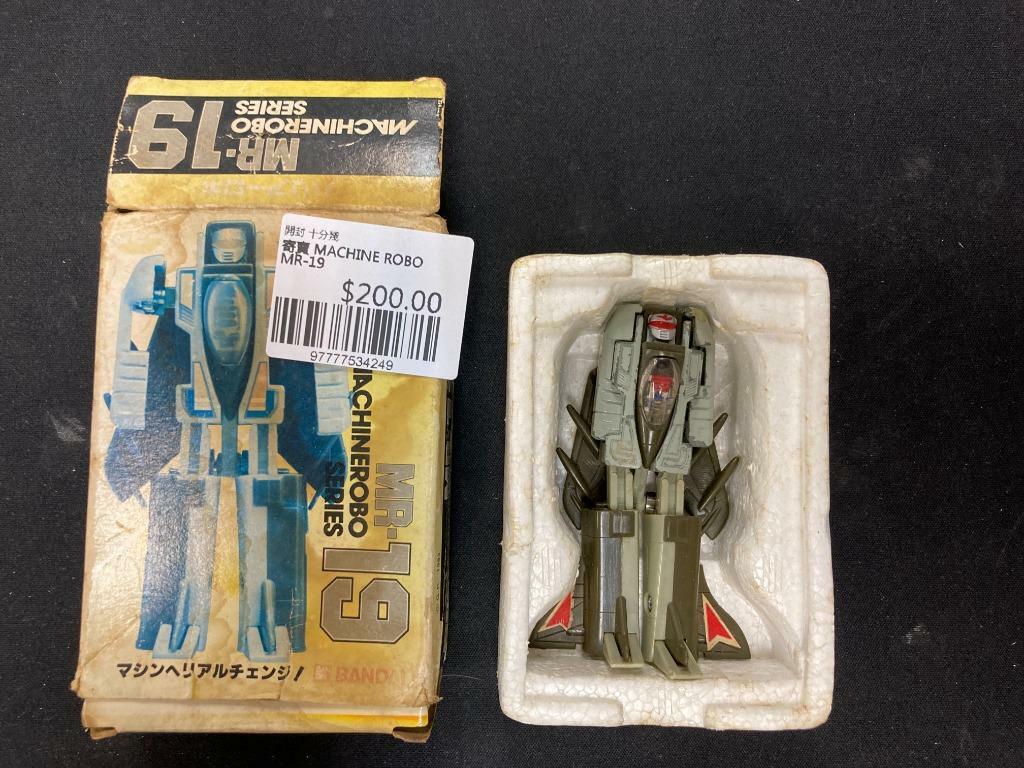 MR-19
MACHINEROBO
SERIES
開封 十分殘
寄賣 MACHINE ROBO
MR-19
$200.00
97777534249
MR-19
MACHINEROBO
SERIES
マシンへリアルチェンジ!
BANDAI